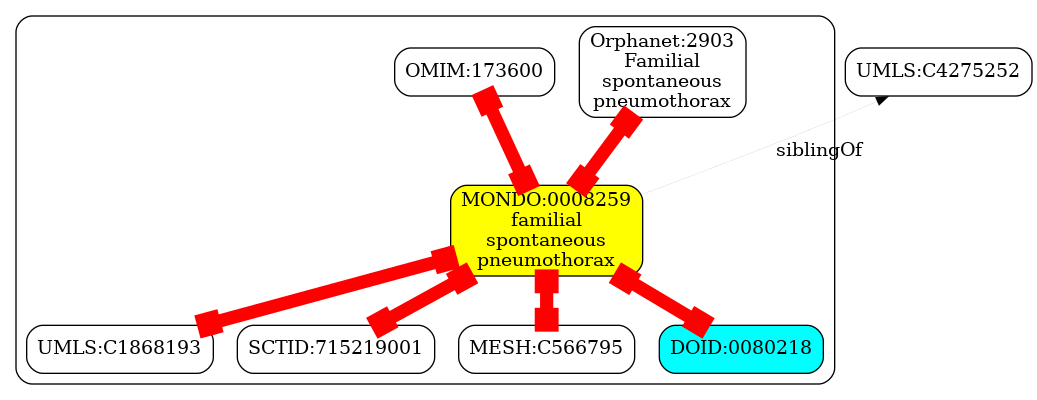 OMIM:173600
Orphanet:2903
Familial
spontaneous
pneumothorax
UMLS:C4275252
siblingOf
MONDO:0008259
familial
spontaneous
pneumothorax
UMLS:C1868193
SCTID:715219001
MESH:C566795
DOID:0080218